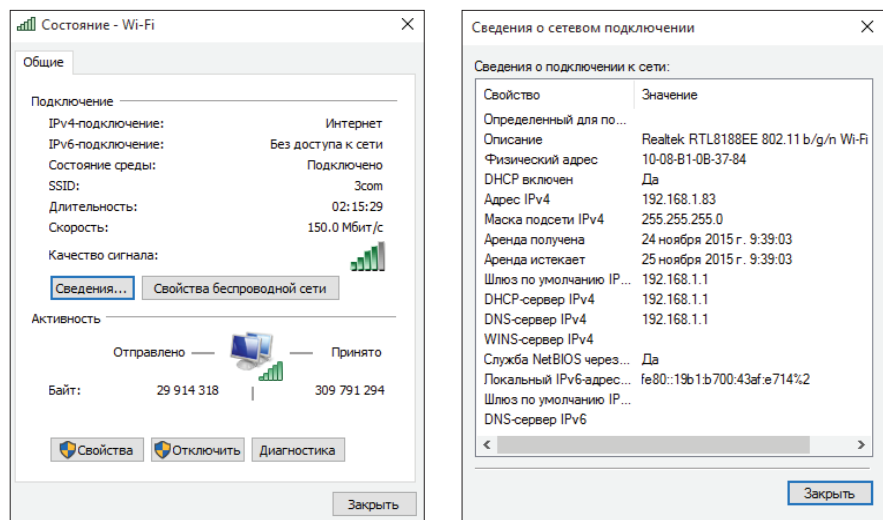 Состояние - Wi-Fi
Общие
Подключение
IPv4-подключение: Интернет
IPv6-подключение: Без доступа к сети
Состояние среды: Подключено
SSID: 3com
Длительность: 02:15:29
Скорость: 150.0 Мбит/с
Качество сигнала:
Сведения... Свойства беспроводной сети
Активность
Отправлено — — Принято
Байт: 29 914 318 | 309 791 294
Свойства Отключить Диагностика
Закрыть
Сведения о сетевом подключении
Сведения о подключении к сети:
Свойство Значение
Определенный для по...
Описание Realtek RTL8188EE 802.11 b/g/n Wi-Fi
Физический адрес 10-08-B1-0B-37-84
DHCP включен Да
Адрес IPv4 192.168.1.83
Маска подсети IPv4 255.255.255.0
Аренда получена 24 ноября 2015 г. 9:39:03
Аренда истекает 25 ноября 2015 г. 9:39:03
Шлюз по умолчанию IP... 192.168.1.1
DHCP-сервер IPv4 192.168.1.1
DNS-сервер IPv4 192.168.1.1
WINS-сервер IPv4
Служба NetBIOS через... Да
Локальный IPv6-адрес... fe80::19b1:b700:43af:e714%2
Шлюз по умолчанию IP...
DNS-сервер IPv6
Закрыть